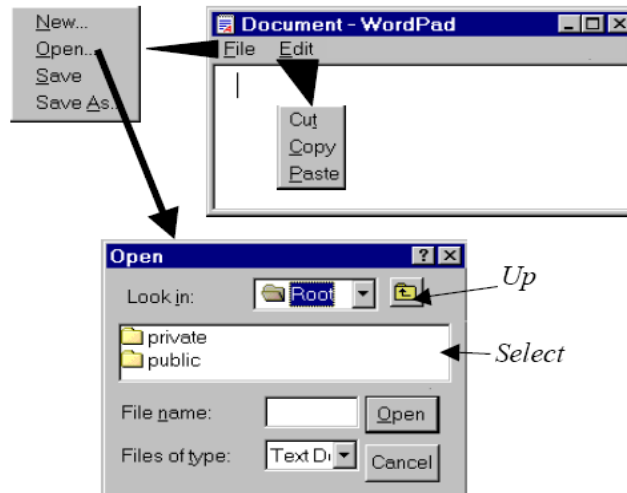 New...
Open...
Save
Save As..
Document - WordPad
File Edit
Cut
Copy
Paste
Open
Look in: Root
Up
private
public
Select
File name: Open
Files of type: Text Cancel